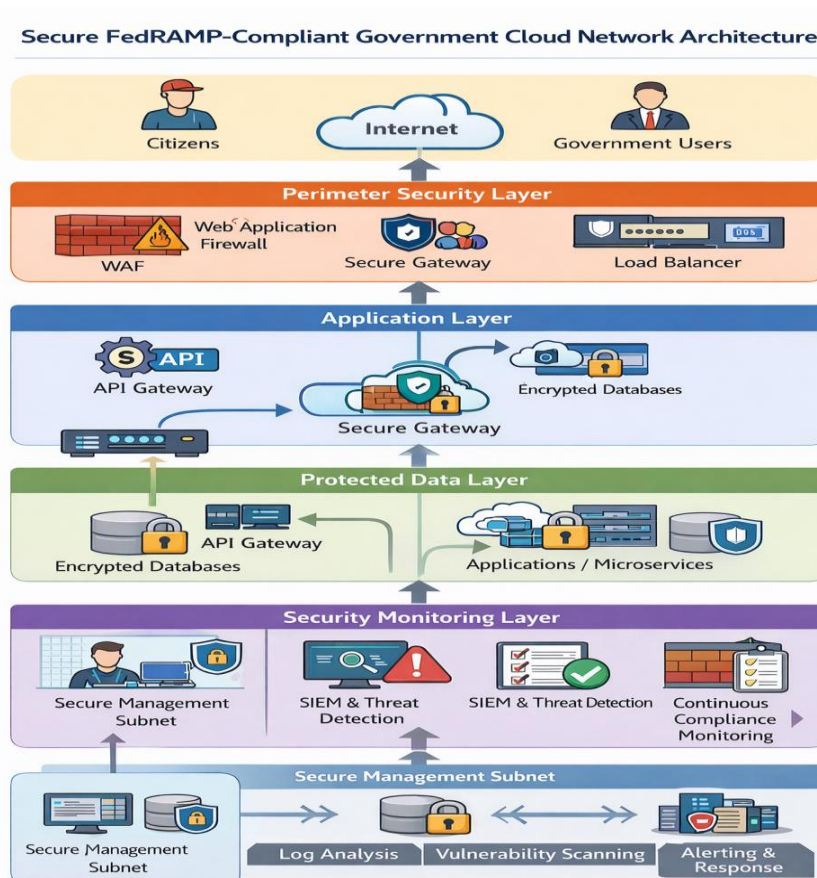 Secure FedRAMP-Compliant Government Cloud Network Architecture
Citizens
Internet
Government Users
Perimeter Security Layer
Web Application
Firewall
WAF
Secure Gateway
Load Balancer
Application Layer
S API
API Gateway
Encrypted Databases
Secure Gateway
Protected Data Layer
Encrypted Databases
API Gateway
Applications / Microservices
Security Monitoring Layer
Secure Management
Subnet
SIEM & Threat
Detection
SIEM & Threat Detection
Continuous
Compliance
Monitoring
Secure Management Subnet
Secure Management
Subnet
Log Analysis
Vulnerability Scanning
Alerting &
Response